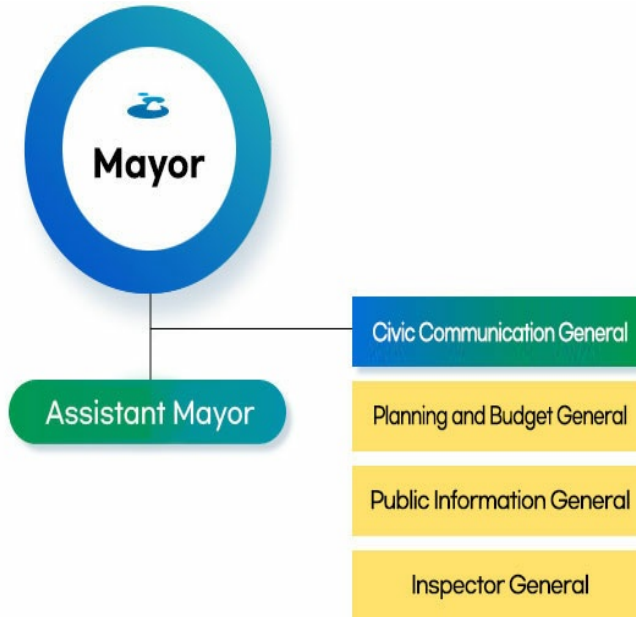 Mayor
Civic Communication General
Assistant Mayor
Planning and Budget General
Public Information General
Inspector General